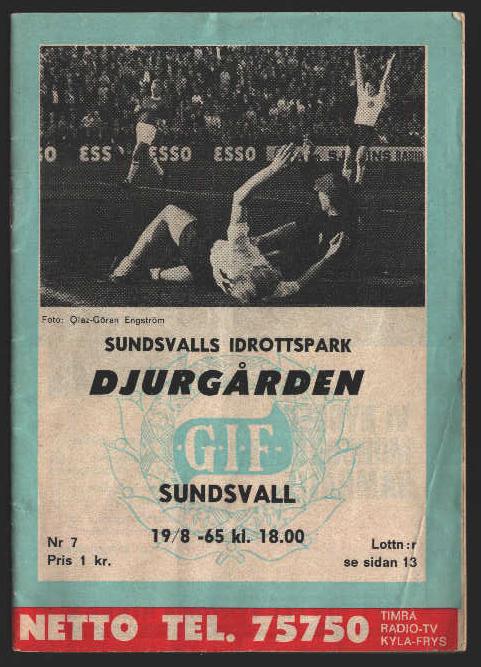 ESSO ESSO ESSO
Foto: Olaz-Göran Engström
SUNDSVALLS IDROTTSPARK
DJURGÅRDEN
G.I.F.
SUNDSVALL
19/8 -65 kl. 18.00
Nr 7
Pris 1 kr.
Lottn:r
se sidan 13
NETTO TEL. 75750
TIMRÅ
RADIO-TV
KYLA-FRYS